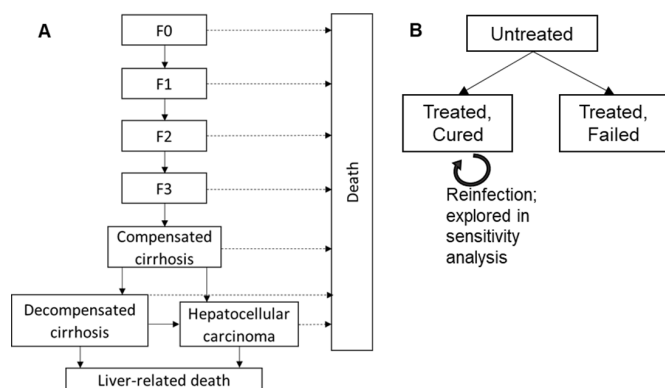 A
F0
F1
F2
F3
Compensated
cirrhosis
Decompensated
cirrhosis
Hepatocellular
carcinoma
Liver-related death
Death
B
Untreated
Treated,
Cured
Treated,
Failed
Reinfection;
explored in
sensitivity
analysis